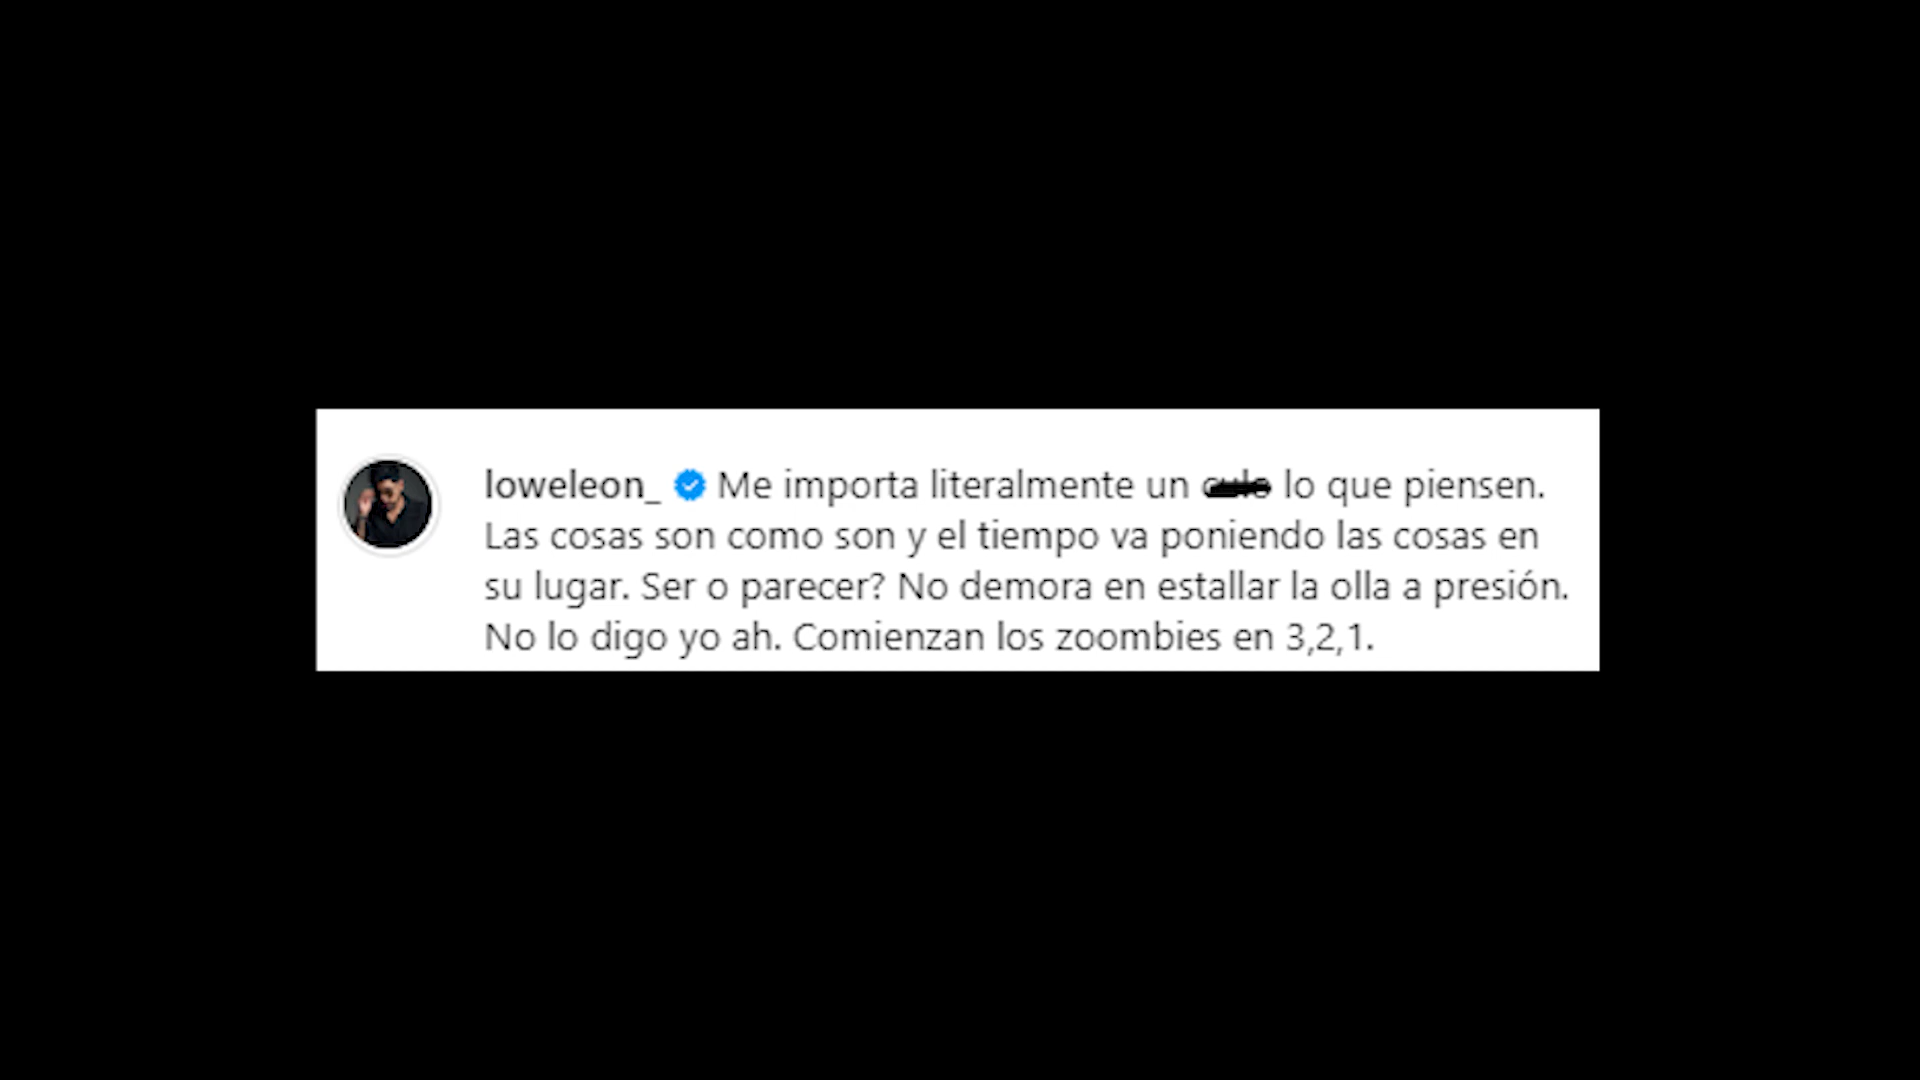 loweleon_ Me importa literalmente un lo que piensen.
Las cosas son como son y el tiempo va poniendo las cosas en
su lugar. Ser o parecer? No demora en estallar la olla a presión.
No lo digo yo ah. Comienzan los zoombies en 3,2,1.